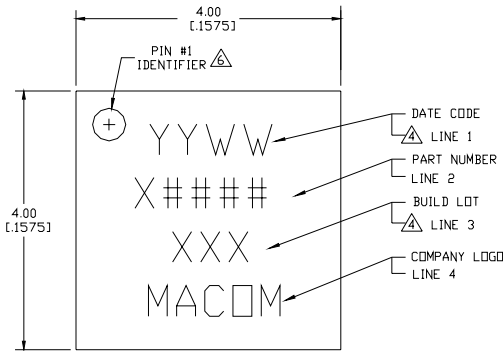 4.00
[.1575]
PIN #1
IDENTIFIER 6
4.00
[.1575]
YYWW
X####
XXX
MACOM
DATE CODE
4 LINE 1
PART NUMBER
LINE 2
BUILD LOT
4 LINE 3
COMPANY LOGO
LINE 4